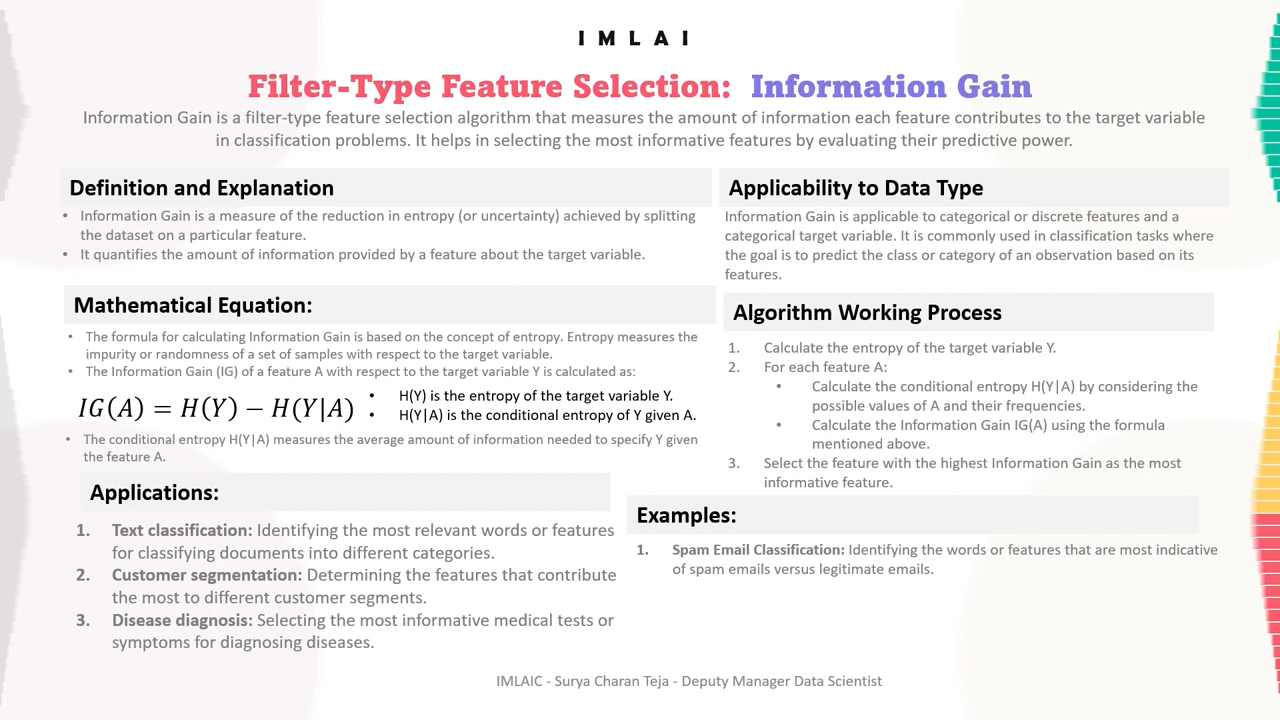 IMLAI
Filter-Type Feature Selection: Information Gain
Information Gain is a filter-type feature selection algorithm that measures the amount of information each feature contributes to the target variable
in classification problems. It helps in selecting the most informative features by evaluating their predictive power.
Definition and Explanation
• Information Gain is a measure of the reduction in entropy (or uncertainty) achieved by splitting
the dataset on a particular feature.
• It quantifies the amount of information provided by a feature about the target variable.
Mathematical Equation:
• The formula for calculating Information Gain is based on the concept of entropy. Entropy measures the
impurity or randomness of a set of samples with respect to the target variable.
• The Information Gain (IG) of a feature A with respect to the target variable Y is calculated as:
IG(A) = H(Y) − H(Y|A)
• H(Y) is the entropy of the target variable Y.
• H(Y|A) is the conditional entropy of Y given A.
• The conditional entropy H(Y|A) measures the average amount of information needed to specify Y given
the feature A.
Applications:
1. Text classification: Identifying the most relevant words or features
for classifying documents into different categories.
2. Customer segmentation: Determining the features that contribute
the most to different customer segments.
3. Disease diagnosis: Selecting the most informative medical tests or
symptoms for diagnosing diseases.
Applicability to Data Type
Information Gain is applicable to categorical or discrete features and a
categorical target variable. It is commonly used in classification tasks where
the goal is to predict the class or category of an observation based on its
features.
Algorithm Working Process
1. Calculate the entropy of the target variable Y.
2. For each feature A:
• Calculate the conditional entropy H(Y|A) by considering the
possible values of A and their frequencies.
• Calculate the Information Gain IG(A) using the formula
mentioned above.
3. Select the feature with the highest Information Gain as the most
informative feature.
Examples:
1. Spam Email Classification: Identifying the words or features that are most indicative
of spam emails versus legitimate emails.
IMLAIC - Surya Charan Teja - Deputy Manager Data Scientist